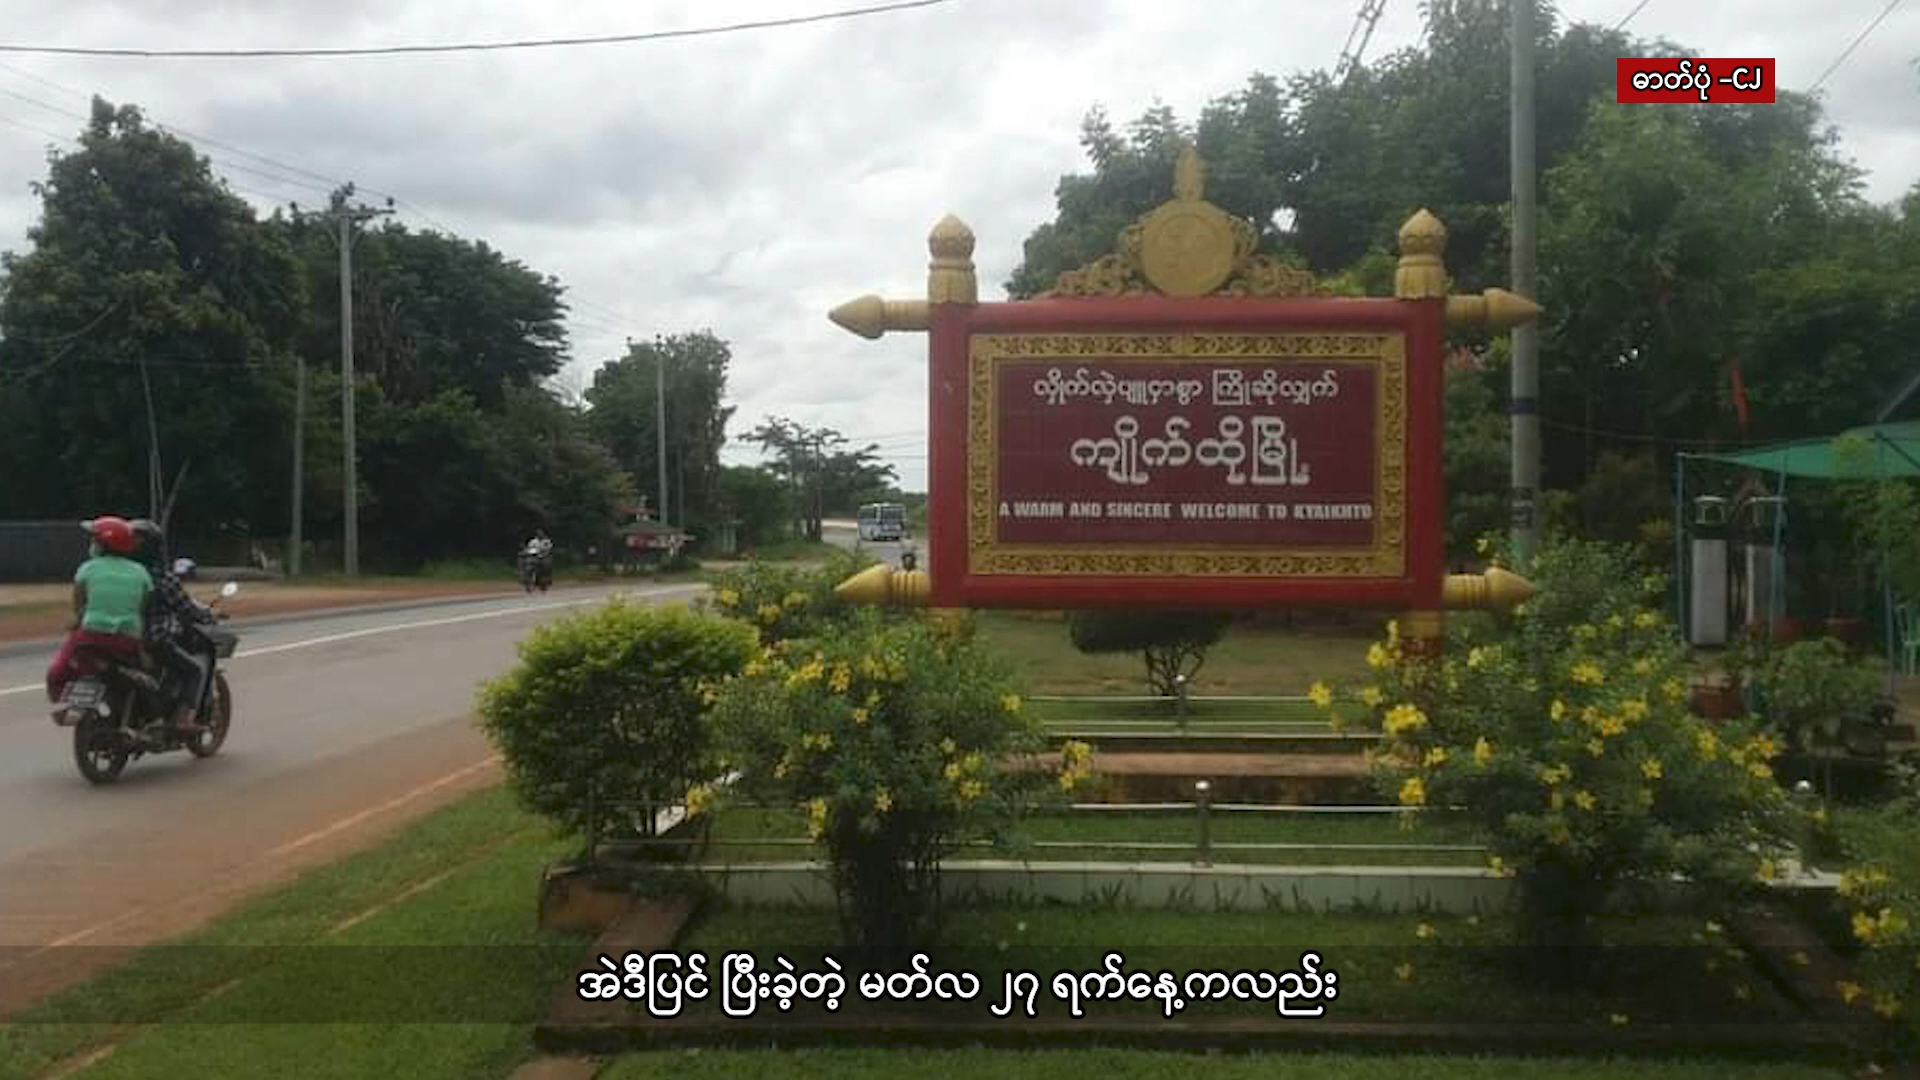 ဓာတ်ပုံ -CJ
လှိုက်လှဲပျူငှာစွာ ကြိုဆိုလျှက်
ကျိုက်ထိုမြို့
A WARM AND SINCERE WELCOME TO KYAIKHTO
အဲဒီပြင် ပြီးခဲ့တဲ့ မတ်လ ၂၇ ရက်နေ့ကလည်း